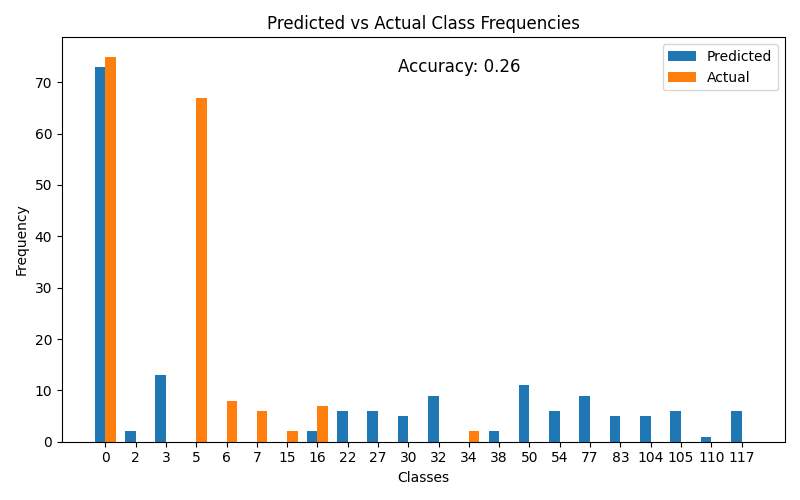 Predicted vs Actual Class Frequencies
Accuracy: 0.26
Predicted
Actual
Frequency
70
60
50
40
30
20
10
0
0 2 3 5 6 7 15 16 22 27 30 32 34 38 50 54 77 83 104 105 110 117
Classes